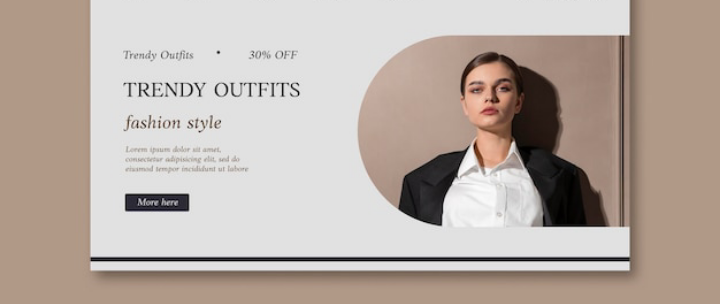 Trendy Outfits • 30% OFF
TRENDY OUTFITS
fashion style
Lorem ipsum dolor sit amet,
consectetur adipisicing elit, sed do
eiusmod tempor incididunt ut labore
More here